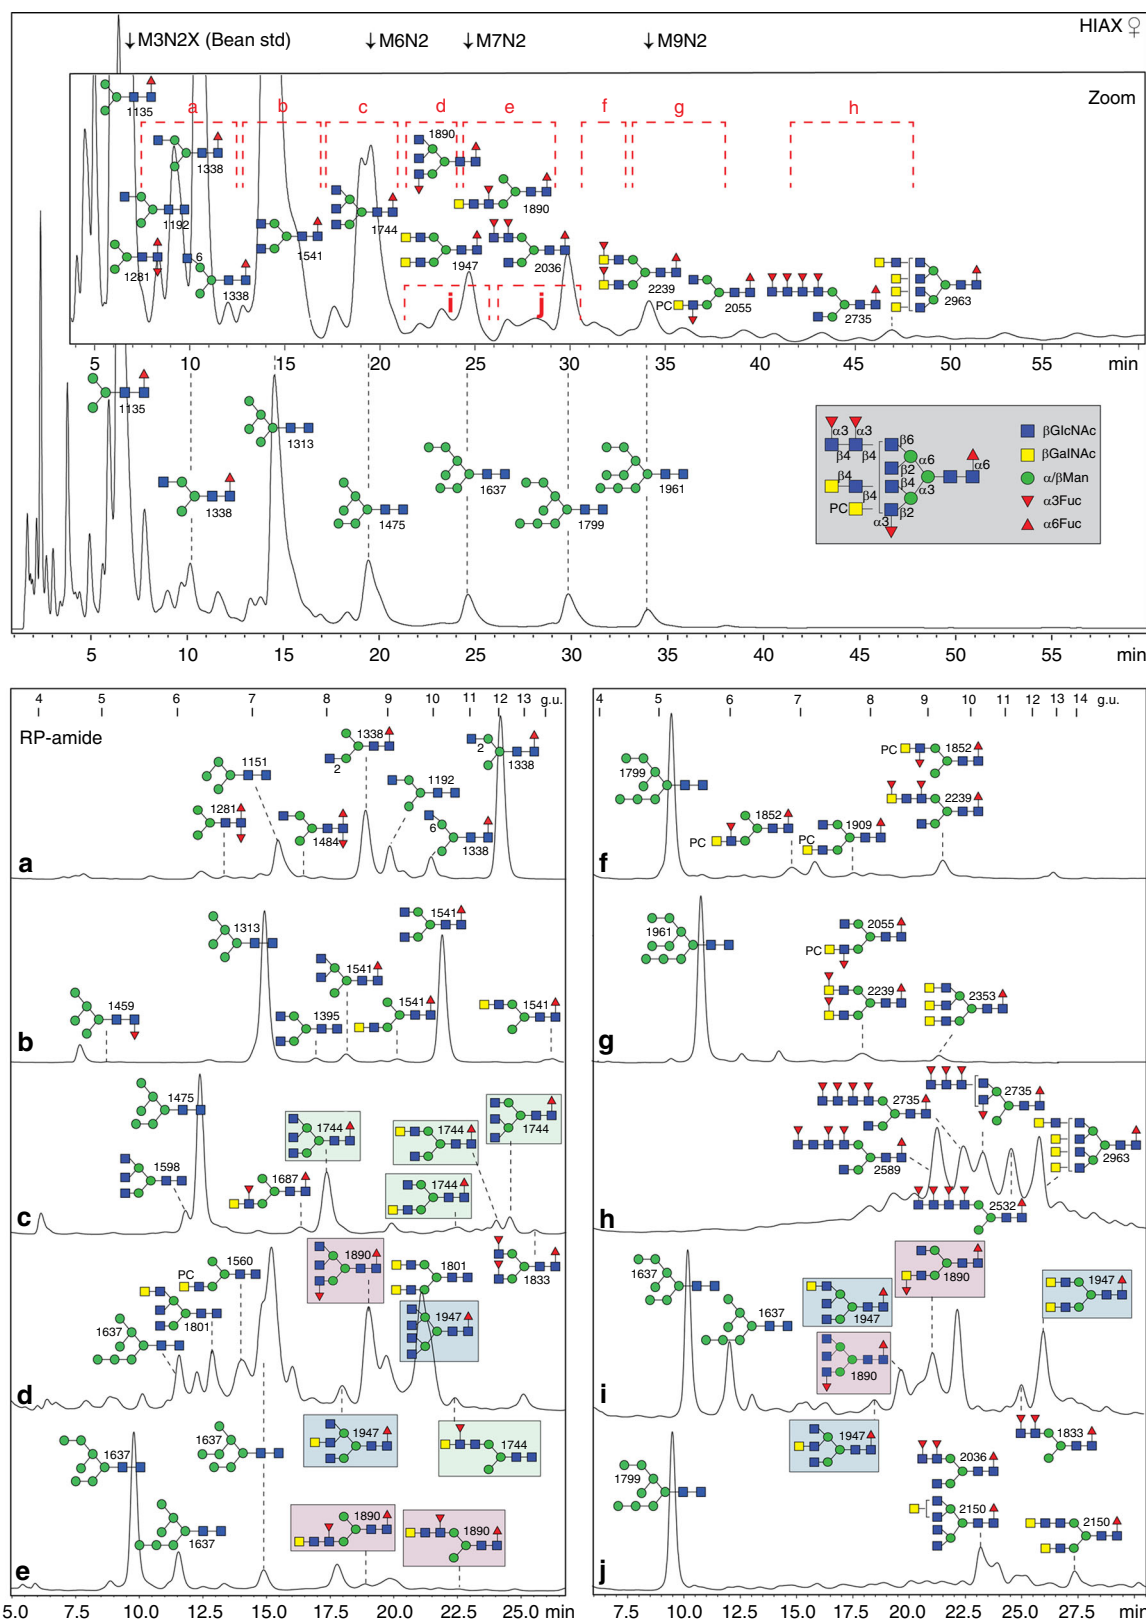 HIAX ♀
↓M3N2X (Bean std)
↓M6N2
↓M7N2
↓M9N2
Zoom
a
b
c
d
e
f
g
h
1135
1338
1192
1281
6
1338
1541
1744
1890
1890
1947
2036
2239
2055
PC
2735
2963
i
j
5 10 15 20 25 30 35 40 45 50 55 min
1135
1338
1313
1475
1637
1799
1961
α3 α3
β4 β4
β6
β2
β4
β2
α6
α3
α6
β4
β4
PC
α3
βGlcNAc
βGalNAc
α/βMan
α3Fuc
α6Fuc
5 10 15 20 25 30 35 40 45 50 55 min
4 5 6 7 8 9 10 11 12 13 g.u.
RP-amide
1151
1281
1484
1338
2
1192
6
1338
2
1338
a
1459
1313
1395
1541
1541
1541
1541
b
1475
1598
1687
1744
1744
1744
1744
1833
c
1637
1801
PC
1560
1890
1801
1947
d
1637
1637
1637
1947
1744
1890
1890
e
5.0 7.5 10.0 12.5 15.0 17.5 20.0 22.5 25.0 min
4 5 6 7 8 9 10 11 12 13 14 g.u.
1799
PC
1852
PC
1909
PC
1852
2239
f
1961
PC
2055
2239
2353
g
2735
2589
2735
2532
2963
h
1637
1637
1947
1890
1890
1947
i
1799
1947
2036
2150
1833
2150
j
7.5 10.0 12.5 15.0 17.5 20.0 22.5 25.0 min